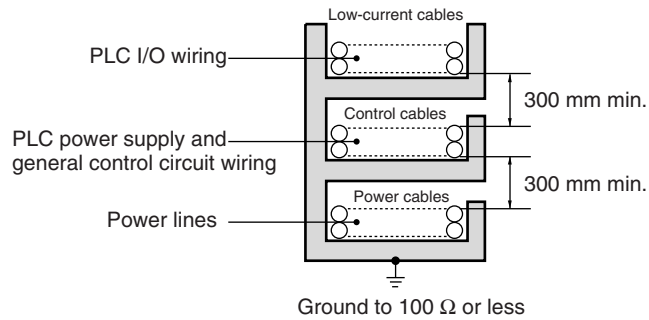 Low-current cables
PLC I/O wiring
300 mm min.
Control cables
PLC power supply and
general control circuit wiring
300 mm min.
Power cables
Power lines
Ground to 100 Ω or less